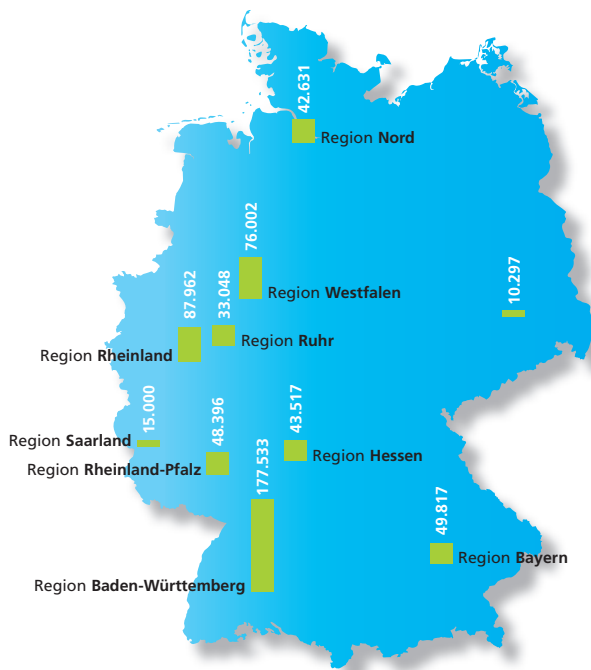 42.631
Region Nord
76.002
Region Westfalen
10.297
87.962
Region Rheinland
33.048
Region Ruhr
15.000
Region Saarland
48.396
Region Rheinland-Pfalz
43.517
Region Hessen
177.533
Region Baden-Württemberg
49.817
Region Bayern